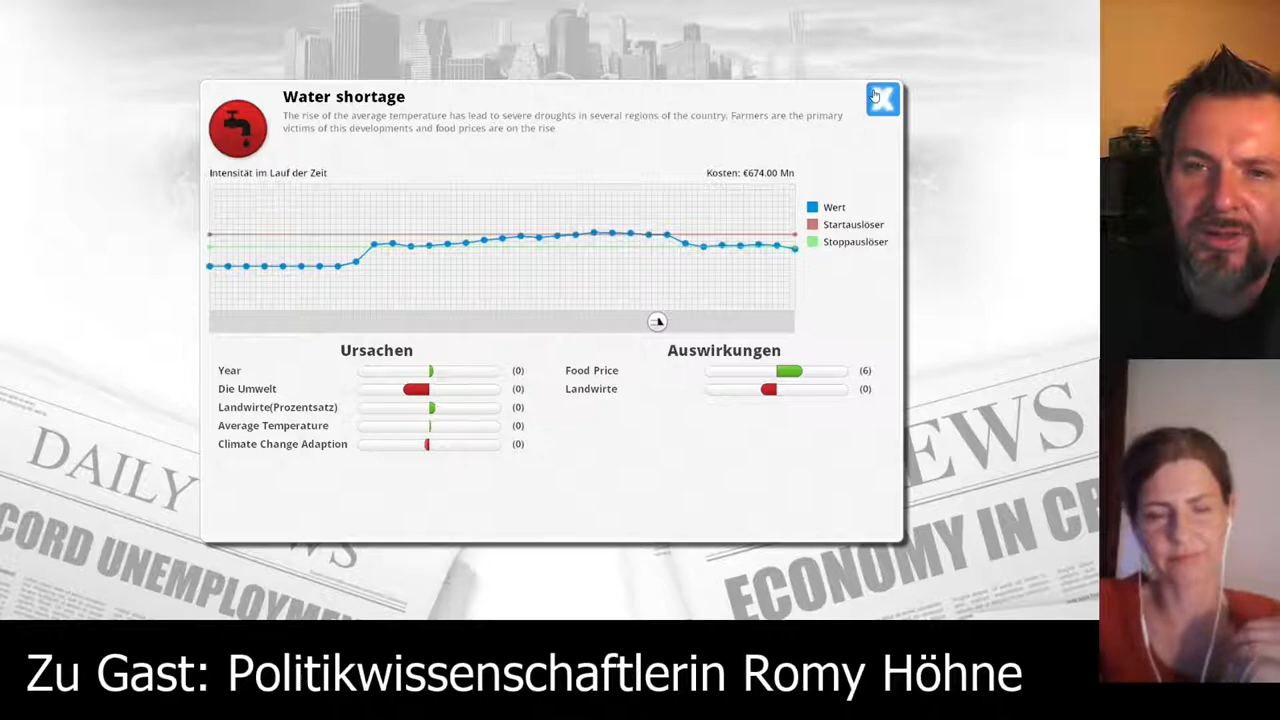 Water shortage
The rise of the average temperature has lead to severe droughts in several regions of the country. Farmers are the primary
victims of this developments and food prices are on the rise
Intensität im Lauf der Zeit
Kosten: €674.00 Mn
Wert
Startauslöser
Stoppauslöser
Ursachen
Year (0)
Die Umwelt (0)
Landwirte(Prozentsatz) (0)
Average Temperature (0)
Climate Change Adaption (0)
Auswirkungen
Food Price (6)
Landwirte (0)
DAILY
NEWS
CORD UNEMPLOYME
EWS
ECONOMY IN CR
Zu Gast: Politikwissenschaftlerin Romy Höhne